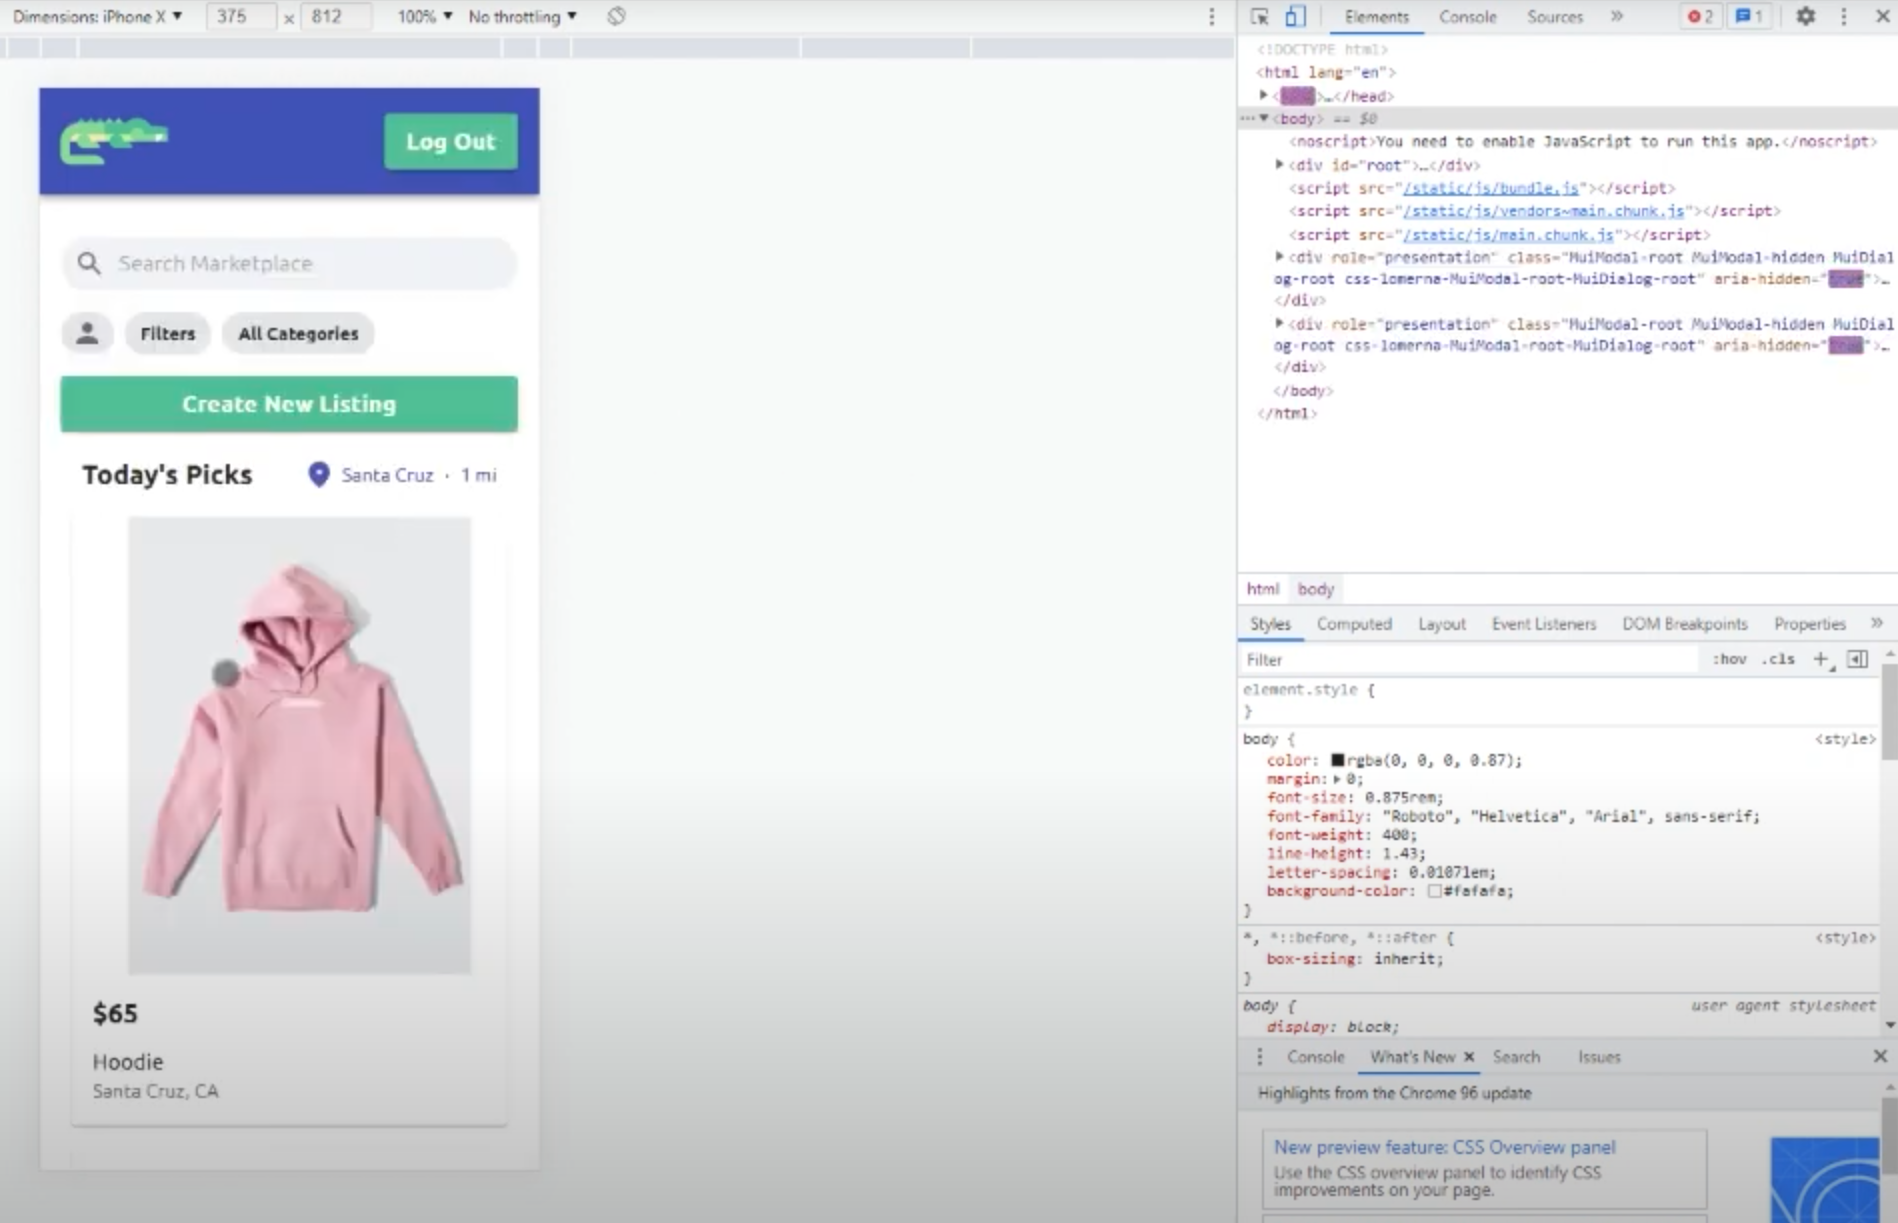 Dimensions: iPhone X ▼ 375 x 812 100% ▼ No throttling ▼
Log Out
Search Marketplace
Filters All Categories
Create New Listing
Today's Picks Santa Cruz · 1 mi
$65
Hoodie
Santa Cruz, CA
Elements Console Sources » 2 1
<!DOCTYPE html>
<html lang="en">
▶<head>…</head>
…▼<body> == $0
<noscript>You need to enable JavaScript to run this app.</noscript>
▶<div id="root">…</div>
<script src="/static/js/bundle.js"></script>
<script src="/static/js/vendors~main.chunk.js"></script>
<script src="/static/js/main.chunk.js"></script>
▶<div role="presentation" class="MuiModal-root MuiModal-hidden MuiDial
og-root css-1omerna-MuiModal-root-MuiDialog-root" aria-hidden="true">…
</div>
▶<div role="presentation" class="MuiModal-root MuiModal-hidden MuiDial
og-root css-1omerna-MuiModal-root-MuiDialog-root" aria-hidden="true">…
</div>
</body>
</html>
html body
Styles Computed Layout Event Listeners DOM Breakpoints Properties »
Filter :hov .cls +
element.style {
}
body { <style>
color: rgba(0, 0, 0, 0.87);
margin: ▶ 0;
font-size: 0.875rem;
font-family: "Roboto", "Helvetica", "Arial", sans-serif;
font-weight: 400;
line-height: 1.43;
letter-spacing: 0.01071em;
background-color: #fafafa;
}
*, *::before, *::after { <style>
box-sizing: inherit;
}
body { user agent stylesheet
display: block;
Console What's New × Search Issues
Highlights from the Chrome 96 update
New preview feature: CSS Overview panel
Use the CSS overview panel to identify CSS
improvements on your page.